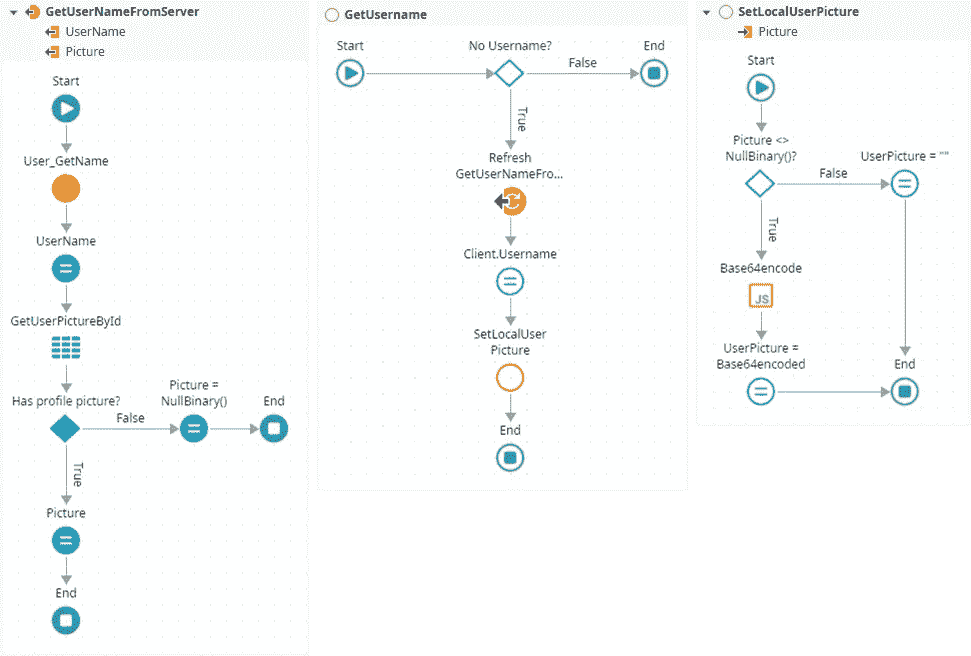 GetUserNameFromServer
UserName
Picture
Start
User_GetName
UserName
GetUserPictureById
Has profile picture?
False
Picture =
NullBinary()
End
True
Picture
End
GetUsername
Start
No Username?
False
End
True
Refresh
GetUserNameFro...
Client.Username
SetLocalUser
Picture
End
SetLocalUserPicture
Picture
Start
Picture <>
NullBinary()?
False
UserPicture = ""
True
Base64encode
JS
UserPicture =
Base64encoded
End